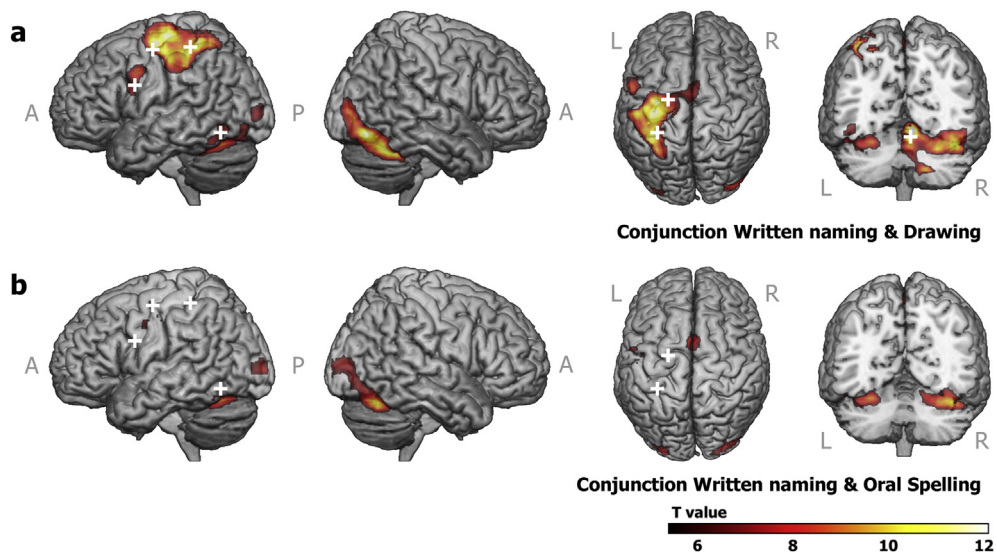 a
L R
A P A
L R
Conjunction Written naming & Drawing
b
L R
A P A
L R
Conjunction Written naming & Oral Spelling
T value
6 8 10 12